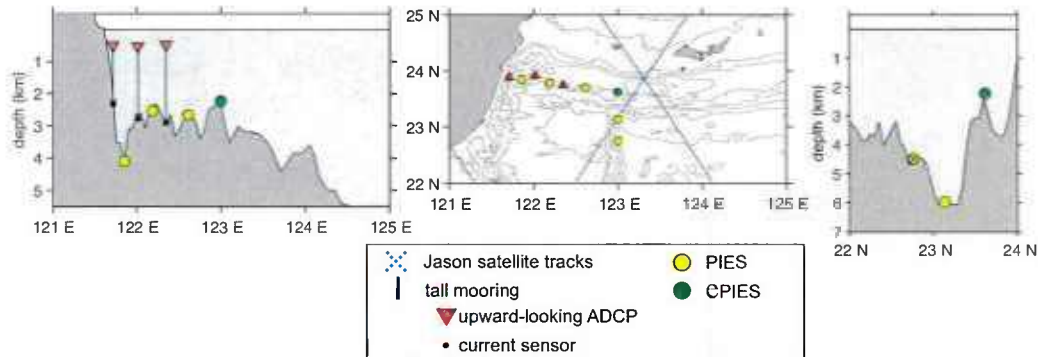 depth (km)
1
2
3
4
5
121 E
122 E
123 E
124 E
125 E
25 N
24 N
23 N
22 N
121 E
122 E
123 E
124 E
125 E
depth (km)
1
2
3
4
5
6
7
22 N
23 N
24 N
Jason satellite tracks
tall mooring
upward-looking ADCP
current sensor
PIES
CPIES